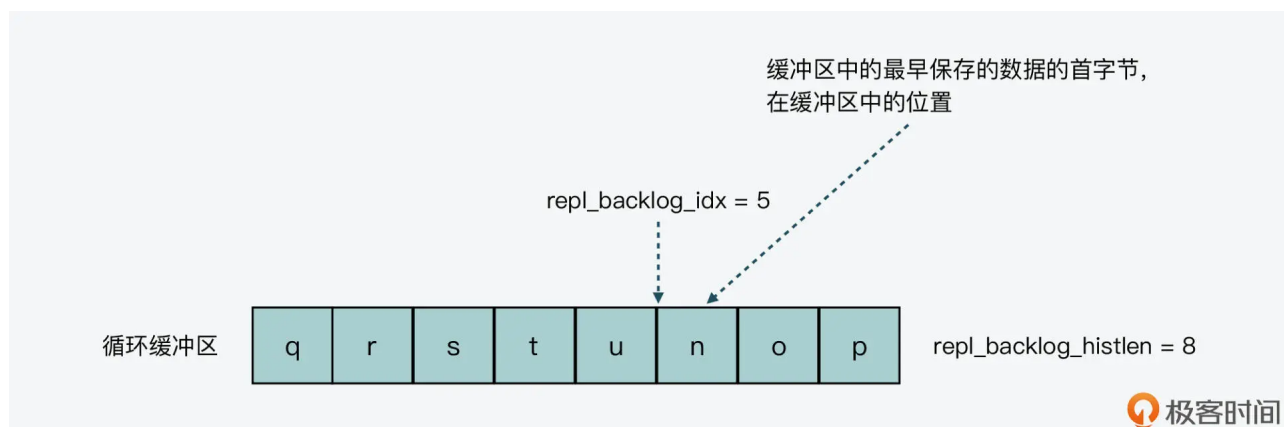 缓冲区中的最早保存的数据的首字节，
在缓冲区中的位置
repl_backlog_idx = 5
循环缓冲区 q r s t u n o p repl_backlog_histlen = 8
极客时间